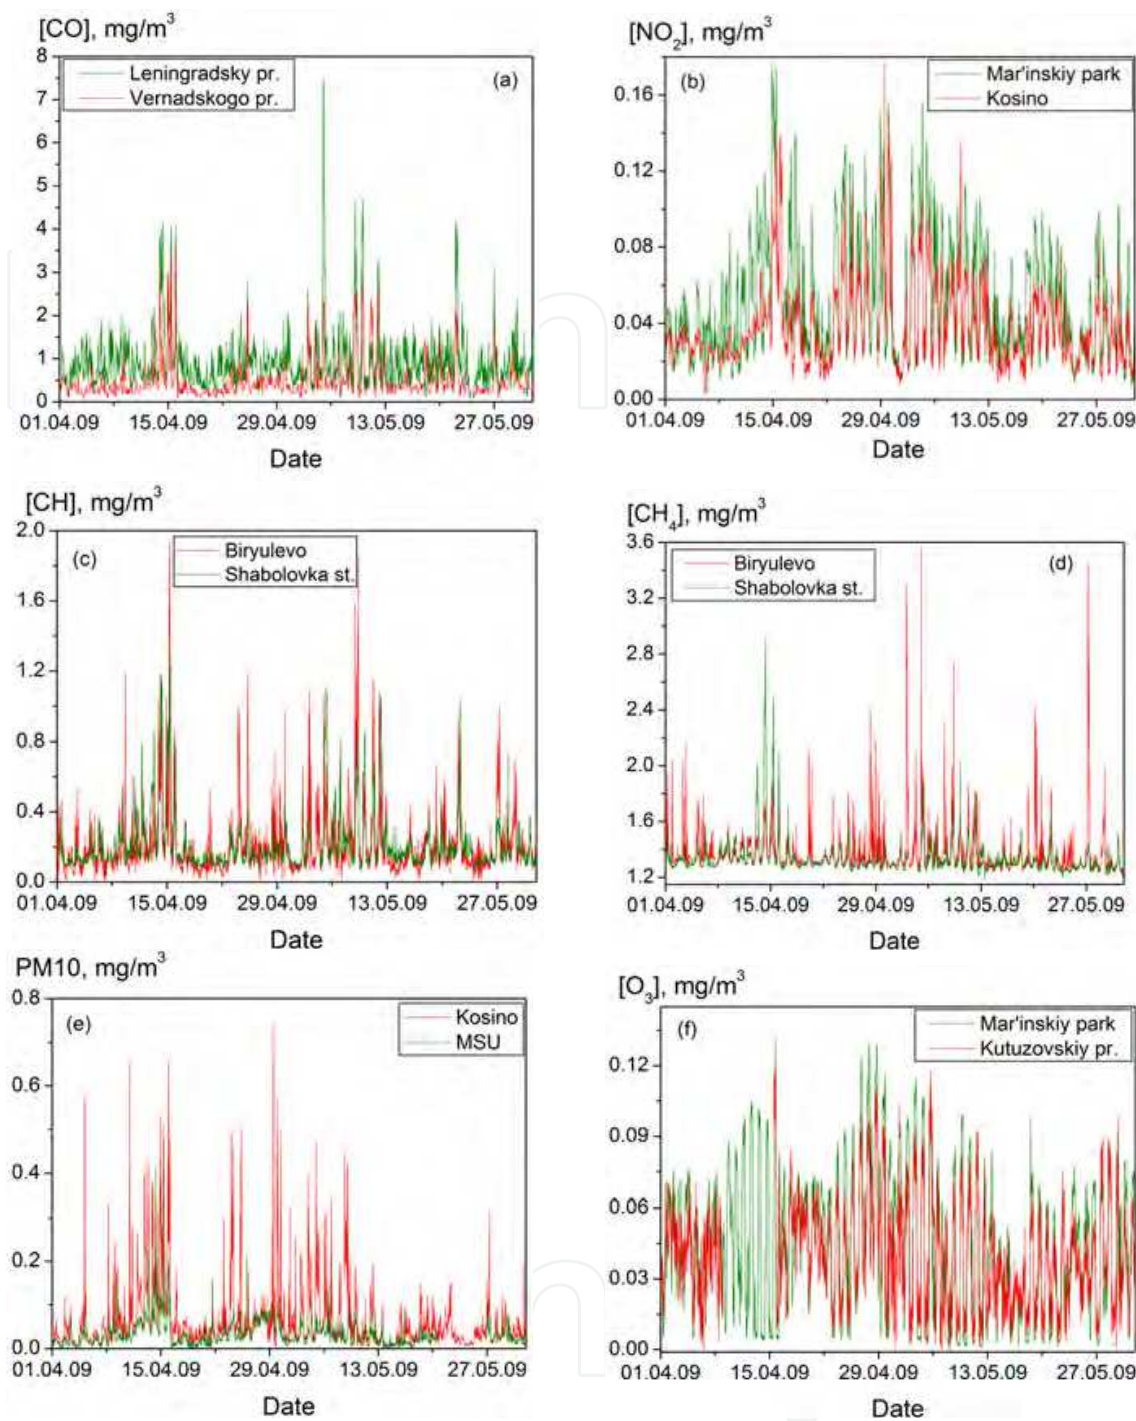 [CO], mg/m³
8
7
6
5
4
3
2
1
0
Leningradsky pr.
Vernadskogo pr.
(a)
01.04.09 15.04.09 29.04.09 13.05.09 27.05.09
Date
[NO₂], mg/m³
0.16
0.12
0.08
0.04
0.00
(b)
Mar'inskiy park
Kosino
01.04.09 15.04.09 29.04.09 13.05.09 27.05.09
Date
[CH], mg/m³
2.0
1.6
1.2
0.8
0.4
0.0
(c)
Biryulevo
Shabolovka st.
01.04.09 15.04.09 29.04.09 13.05.09 27.05.09
Date
[CH₄], mg/m³
3.6
3.2
2.8
2.4
2.0
1.6
1.2
Biryulevo
Shabolovka st.
(d)
01.04.09 15.04.09 29.04.09 13.05.09 27.05.09
Date
PM10, mg/m³
0.8
0.6
0.4
0.2
0.0
(e)
Kosino
MSU
01.04.09 15.04.09 29.04.09 13.05.09 27.05.09
Date
[O₃], mg/m³
0.12
0.09
0.06
0.03
0.00
(f)
Mar'inskiy park
Kutuzovskiy pr.
01.04.09 15.04.09 29.04.09 13.05.09 27.05.09
Date